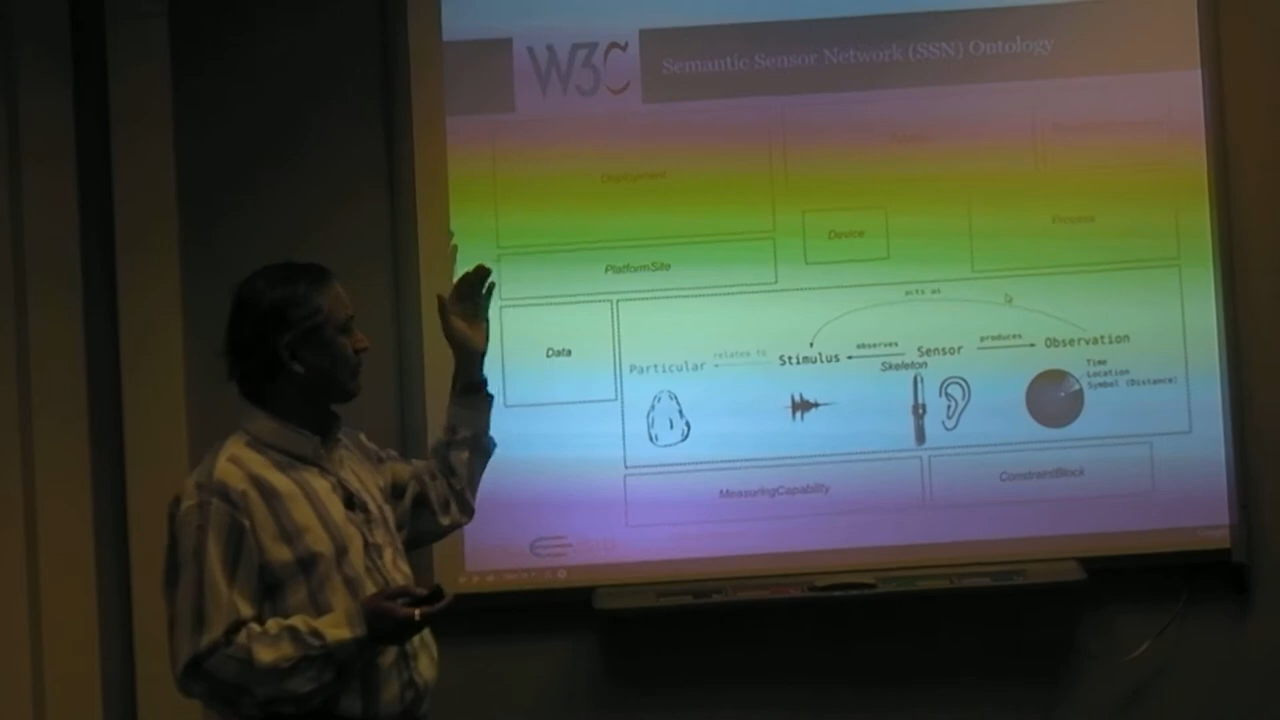 W3C
Semantic Sensor Network (SSN) Ontology
Deployment
Process
Device
PlatformSite
acts as
Data
Particular
relates to
Stimulus
observes
Sensor
produces
Observation
Skeleton
Time
Location
Symbol (Distance)
MeasuringCapability
ConstraintBlock